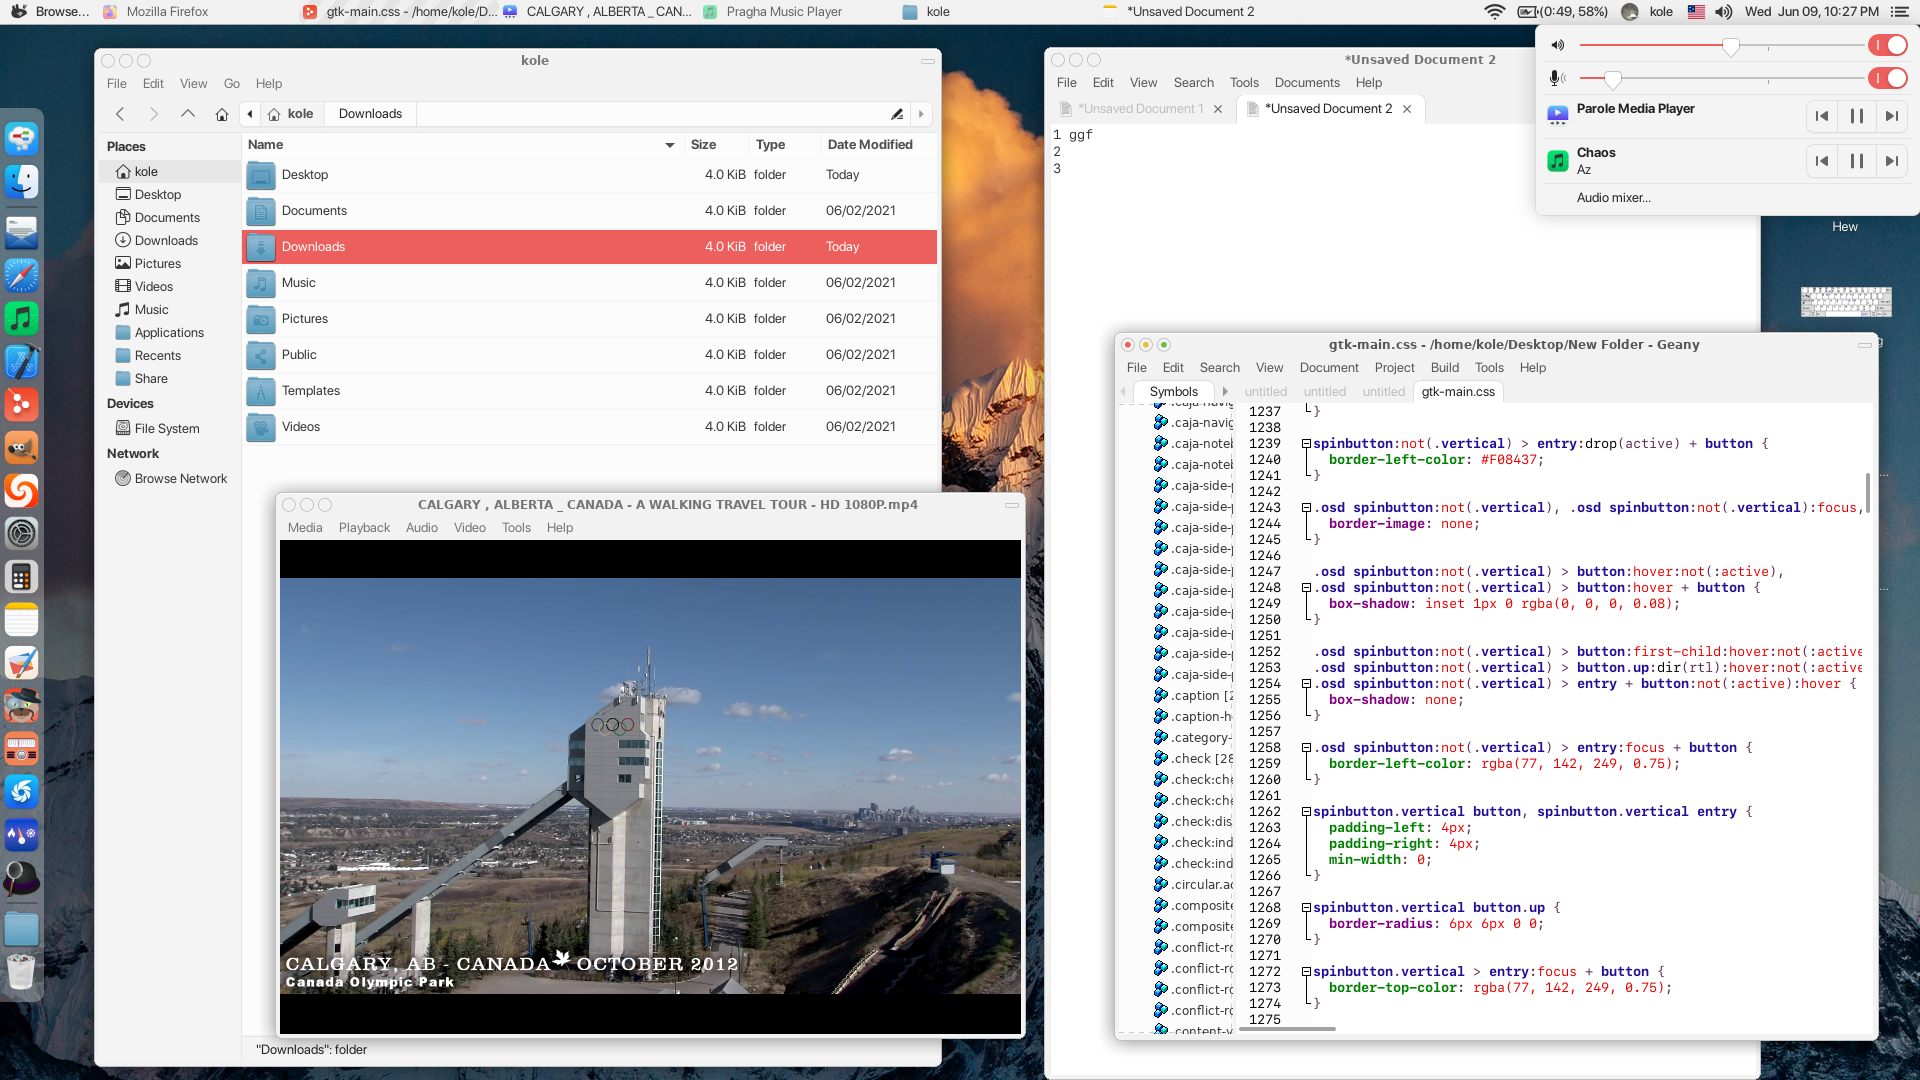 Browse...
Mozilla Firefox
gtk-main.css - /home/kole/D...
CALGARY , ALBERTA _ CAN...
Pragha Music Player
kole
*Unsaved Document 2
(0:49, 58%)
kole
Wed Jun 09, 10:27 PM
kole
File Edit View Go Help
kole
Downloads
Places
kole
Desktop
Documents
Downloads
Pictures
Videos
Music
Applications
Recents
Share
Devices
File System
Network
Browse Network
Name Size Type Date Modified
Desktop 4.0 KiB folder Today
Documents 4.0 KiB folder 06/02/2021
Downloads 4.0 KiB folder Today
Music 4.0 KiB folder 06/02/2021
Pictures 4.0 KiB folder 06/02/2021
Public 4.0 KiB folder 06/02/2021
Templates 4.0 KiB folder 06/02/2021
Videos 4.0 KiB folder 06/02/2021
"Downloads": folder
CALGARY , ALBERTA _ CANADA - A WALKING TRAVEL TOUR - HD 1080P.mp4
Media Playback Audio Video Tools Help
CALGARY, AB - CANADA OCTOBER 2012
Canada Olympic Park
*Unsaved Document 2
File Edit View Search Tools Documents Help
*Unsaved Document 1
*Unsaved Document 2
1 ggf
2
3
Parole Media Player
Chaos
Az
Audio mixer...
Hew
gtk-main.css - /home/kole/Desktop/New Folder - Geany
File Edit Search View Document Project Build Tools Help
Symbols
untitled untitled untitled gtk-main.css
.caja-navig
.caja-navig
.caja-noteb
.caja-noteb
.caja-side-p
.caja-side-p
.caja-side-p
.caja-side-p
.caja-side-p
.caja-side-p
.caja-side-p
.caja-side-p
.caja-side-p
.caja-side-p
.caption [2
.caption-he
.category-
.check [28
.check:che
.check:che
.check:dis
.check:ind
.check:ind
.circular.ac
.composite
.composite
.conflict-ro
.conflict-ro
.conflict-ro
.conflict-ro
.content-v
1237 }
1238
1239 spinbutton:not(.vertical) > entry:drop(active) + button {
1240 border-left-color: #F08437;
1241 }
1242
1243 .osd spinbutton:not(.vertical), .osd spinbutton:not(.vertical):focus,
1244 border-image: none;
1245 }
1246
1247 .osd spinbutton:not(.vertical) > button:hover:not(:active),
1248 .osd spinbutton:not(.vertical) > button:hover + button {
1249 box-shadow: inset 1px 0 rgba(0, 0, 0, 0.08);
1250 }
1251
1252 .osd spinbutton:not(.vertical) > button:first-child:hover:not(:active
1253 .osd spinbutton:not(.vertical) > button.up:dir(rtl):hover:not(:active
1254 .osd spinbutton:not(.vertical) > entry + button:not(:active):hover {
1255 box-shadow: none;
1256 }
1257
1258 .osd spinbutton:not(.vertical) > entry:focus + button {
1259 border-left-color: rgba(77, 142, 249, 0.75);
1260 }
1261
1262 spinbutton.vertical button, spinbutton.vertical entry {
1263 padding-left: 4px;
1264 padding-right: 4px;
1265 min-width: 0;
1266 }
1267
1268 spinbutton.vertical button.up {
1269 border-radius: 6px 6px 0 0;
1270 }
1271
1272 spinbutton.vertical > entry:focus + button {
1273 border-top-color: rgba(77, 142, 249, 0.75);
1274 }
1275